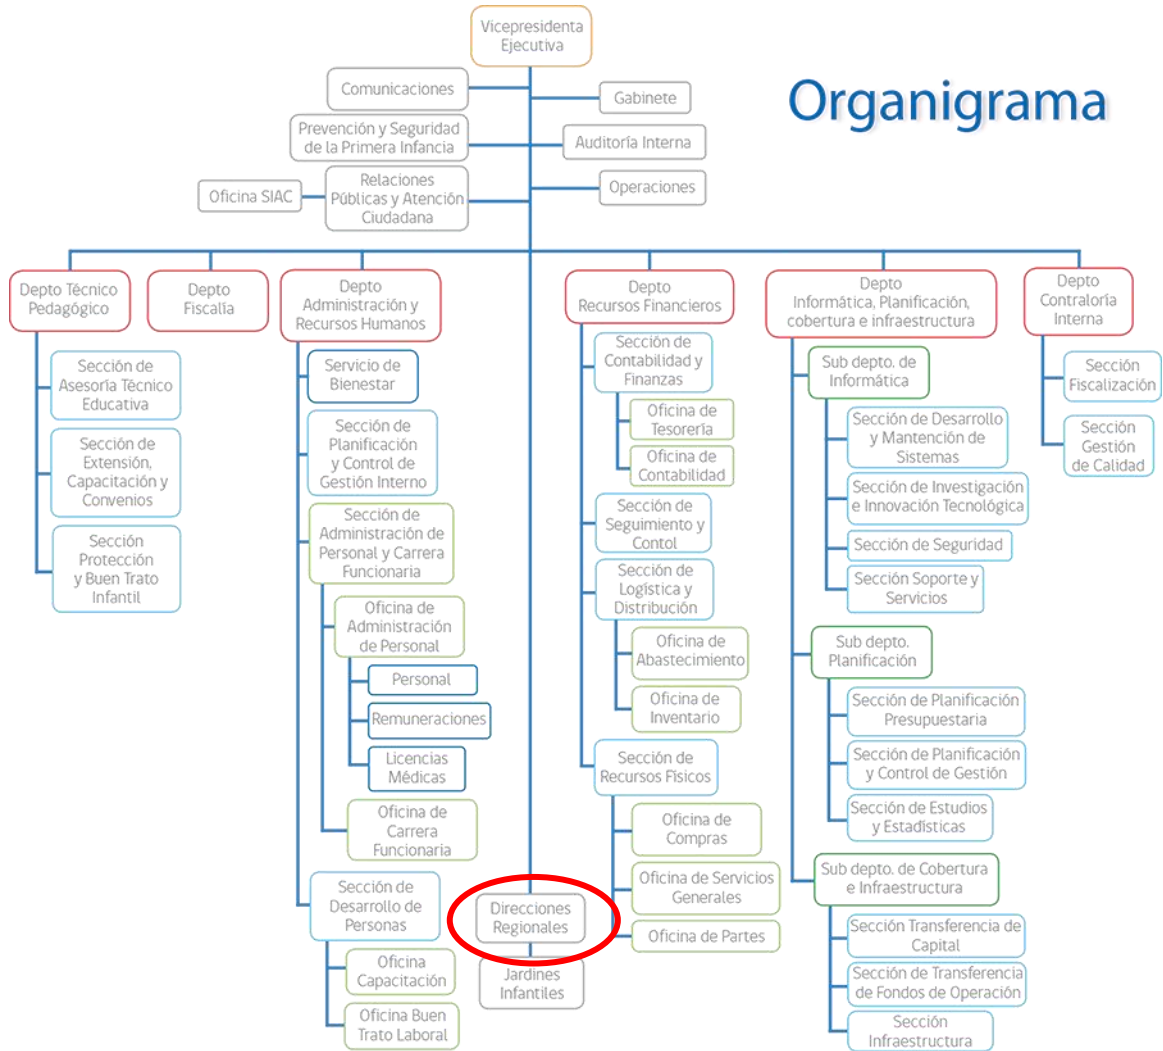 Vicepresidenta
Ejecutiva
Organigrama
Comunicaciones
Gabinete
Prevención y Seguridad
de la Primera Infancia
Auditoría Interna
Oficina SIAC
Relaciones
Públicas y Atención
Ciudadana
Operaciones
Depto Técnico
Pedagógico
Depto
Fiscalía
Depto
Administración y
Recursos Humanos
Depto
Recursos Financieros
Depto
Informática, Planificación,
cobertura e infraestructura
Depto
Contraloría
Interna
Sección de
Asesoría Técnico
Educativa
Sección de
Extensión,
Capacitación y
Convenios
Sección
Protección
y Buen Trato
Infantil
Servicio de
Bienestar
Sección de
Planificación
y Control de
Gestión Interno
Sección de
Administración de
Personal y Carrera
Funcionaria
Oficina de
Administración
de Personal
Personal
Remuneraciones
Licencias
Médicas
Oficina de
Carrera
Funcionaria
Sección de
Desarrollo de
Personas
Oficina
Capacitación
Oficina Buen
Trato Laboral
Direcciones
Regionales
Jardines
Infantiles
Sección de
Contabilidad y
Finanzas
Oficina de
Tesorería
Oficina de
Contabilidad
Sección de
Seguimiento y
Contol
Sección de
Logística y
Distribución
Oficina de
Abastecimiento
Oficina de
Inventario
Sección de
Recursos Físicos
Oficina de
Compras
Oficina de Servicios
Generales
Oficina de Partes
Sub depto. de
Informática
Sección de Desarrollo
y Mantención de
Sistemas
Sección de Investigación
e Innovación Tecnológica
Sección de Seguridad
Sección Soporte y
Servicios
Sub depto.
Planificación
Sección de Planificación
Presupuestaria
Sección de Planificación
y Control de Gestión
Sección de Estudios
y Estadísticas
Sub depto. de Cobertura
e Infraestructura
Sección Transferencia de
Capital
Sección de Transferencia
de Fondos de Operación
Sección
Infraestructura
Sección
Fiscalización
Sección
Gestión
de Calidad